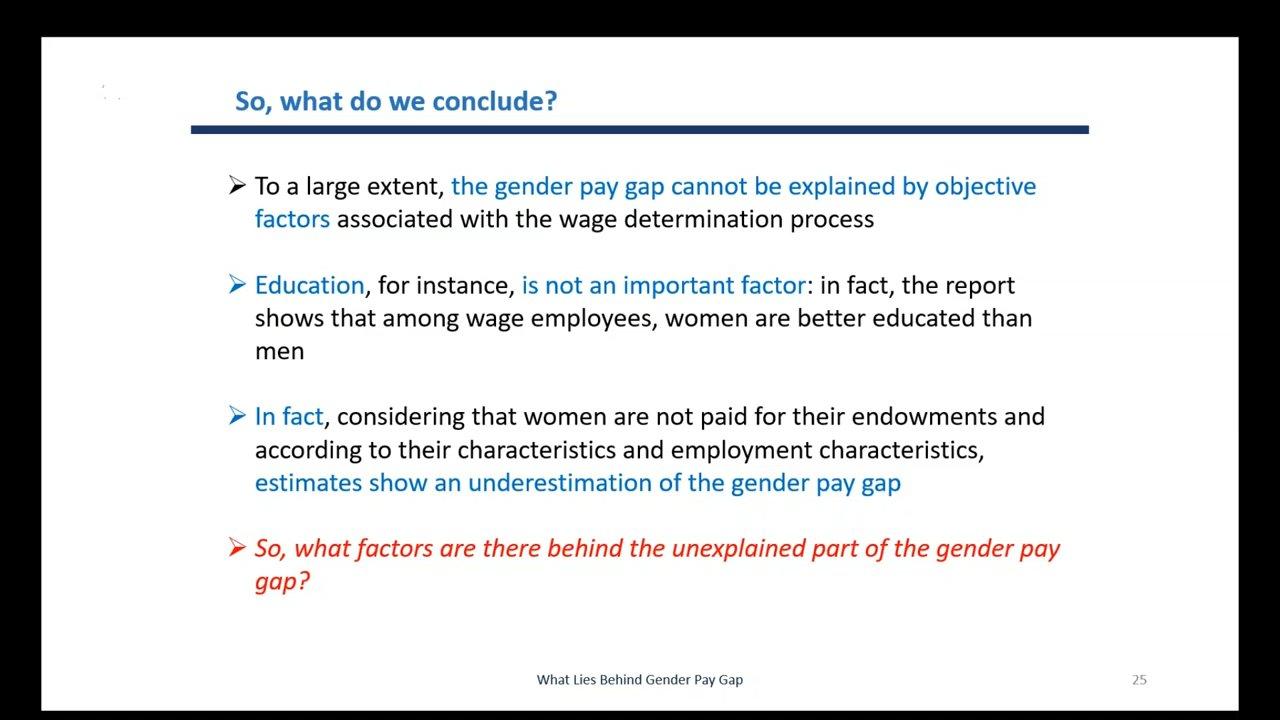 So, what do we conclude?
➢ To a large extent, the gender pay gap cannot be explained by objective
factors associated with the wage determination process
➢ Education, for instance, is not an important factor: in fact, the report
shows that among wage employees, women are better educated than
men
➢ In fact, considering that women are not paid for their endowments and
according to their characteristics and employment characteristics,
estimates show an underestimation of the gender pay gap
➢ So, what factors are there behind the unexplained part of the gender pay
gap?
What Lies Behind Gender Pay Gap
25